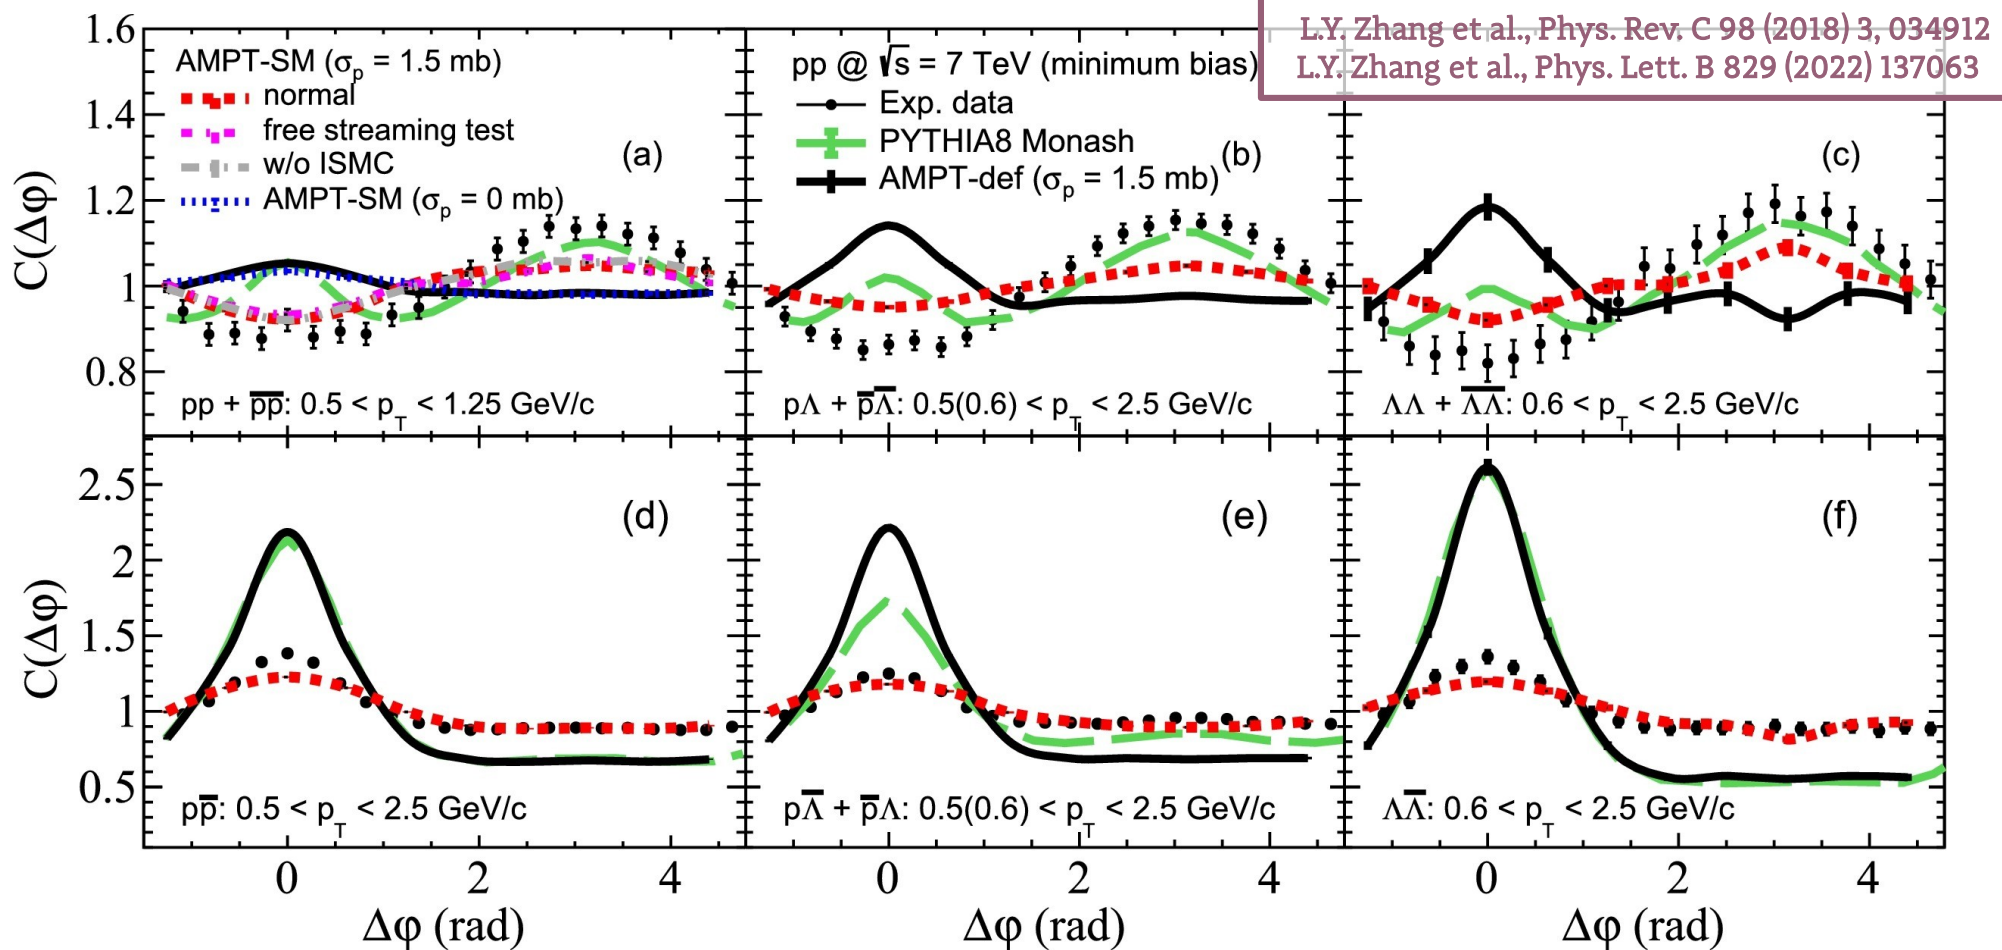 L.Y. Zhang et al., Phys. Rev. C 98 (2018) 3, 034912
L.Y. Zhang et al., Phys. Lett. B 829 (2022) 137063
1.6
1.4
1.2
1
0.8
C(Δφ)
AMPT-SM (σp = 1.5 mb)
normal
free streaming test
w/o ISMC
AMPT-SM (σp = 0 mb)
(a)
pp + p̅p̅: 0.5 < pT < 1.25 GeV/c
pp @ √s = 7 TeV (minimum bias)
Exp. data
PYTHIA8 Monash
AMPT-def (σp = 1.5 mb)
(b)
pΛ + p̅Λ̅: 0.5(0.6) < pT < 2.5 GeV/c
(c)
ΛΛ + Λ̅Λ̅: 0.6 < pT < 2.5 GeV/c
2.5
2
1.5
1
0.5
C(Δφ)
(d)
pp̅: 0.5 < pT < 2.5 GeV/c
(e)
pΛ̅ + p̅Λ: 0.5(0.6) < pT < 2.5 GeV/c
(f)
ΛΛ̅: 0.6 < pT < 2.5 GeV/c
0 2 4
0 2 4
0 2 4
Δφ (rad)
Δφ (rad)
Δφ (rad)